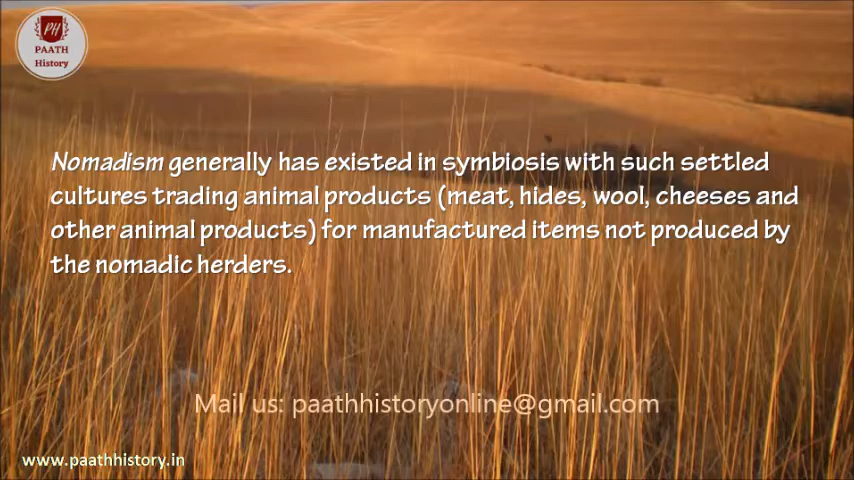 PH
PAATH
History
Nomadism generally has existed in symbiosis with such settled
cultures trading animal products (meat, hides, wool, cheeses and
other animal products) for manufactured items not produced by
the nomadic herders.
Mail us: paathhistoryonline@gmail.com
www.paathhistory.in